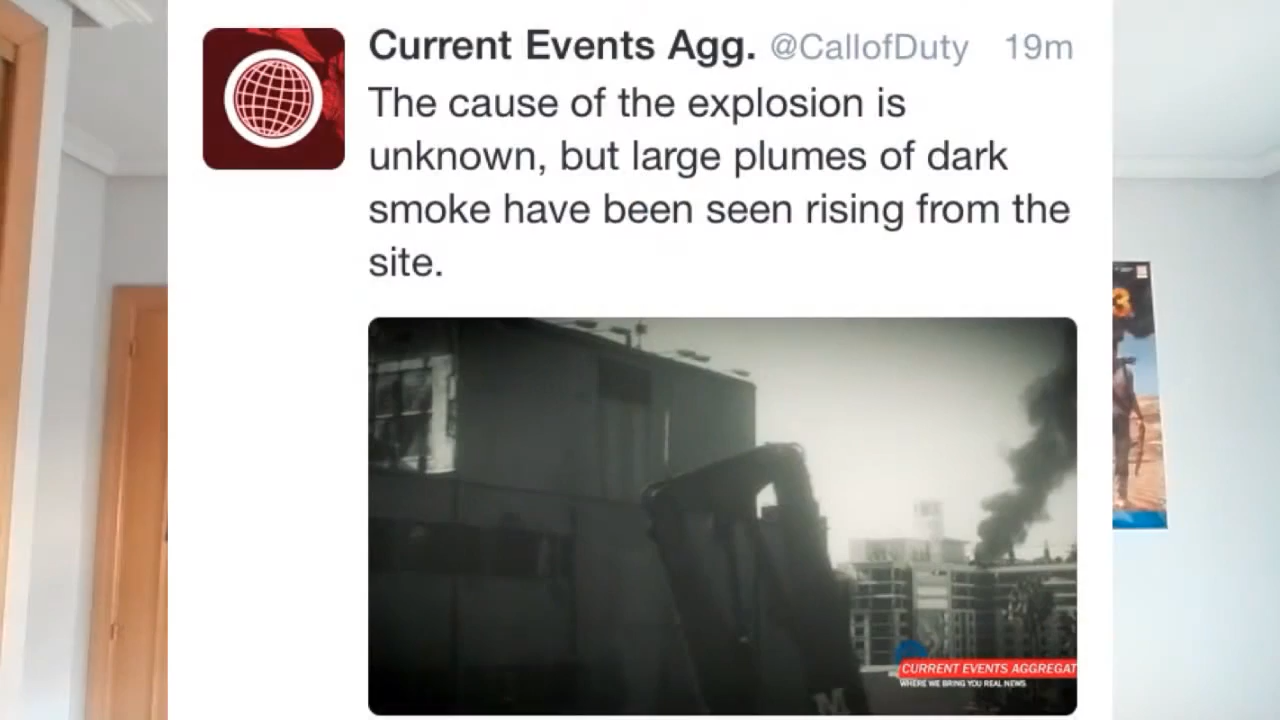 Current Events Agg. @CallofDuty 19m
The cause of the explosion is
unknown, but large plumes of dark
smoke have been seen rising from the
site.
CURRENT EVENTS AGGREGAT
WHERE WE BRING YOU REAL NEWS
M
3